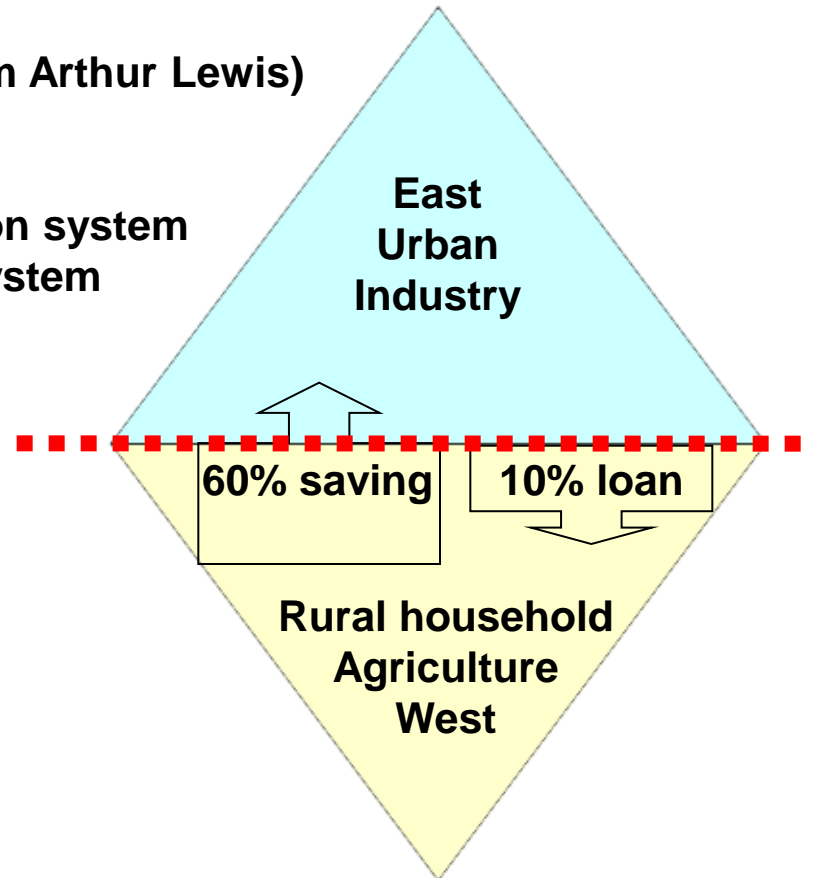 m Arthur Lewis)
on system
ystem
East
Urban
Industry
60% saving
10% loan
Rural household
Agriculture
West